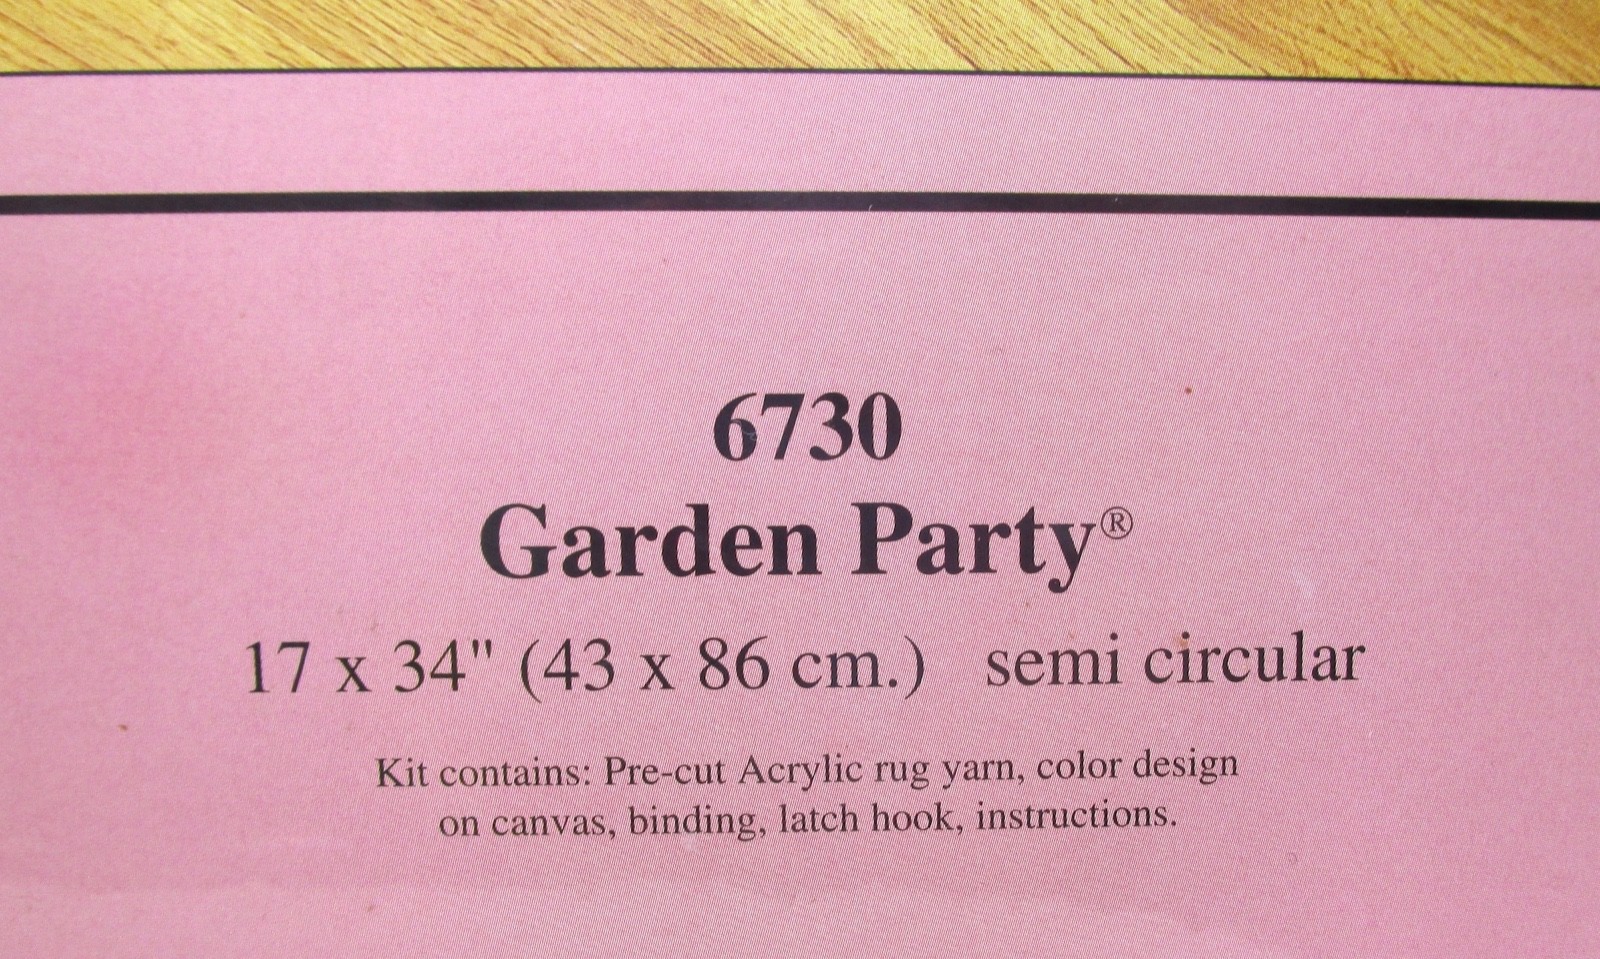 6730
Garden Party®
17 x 34" (43 x 86 cm.) semi circular
Kit contains: Pre-cut Acrylic rug yarn, color design
on canvas, binding, latch hook, instructions.